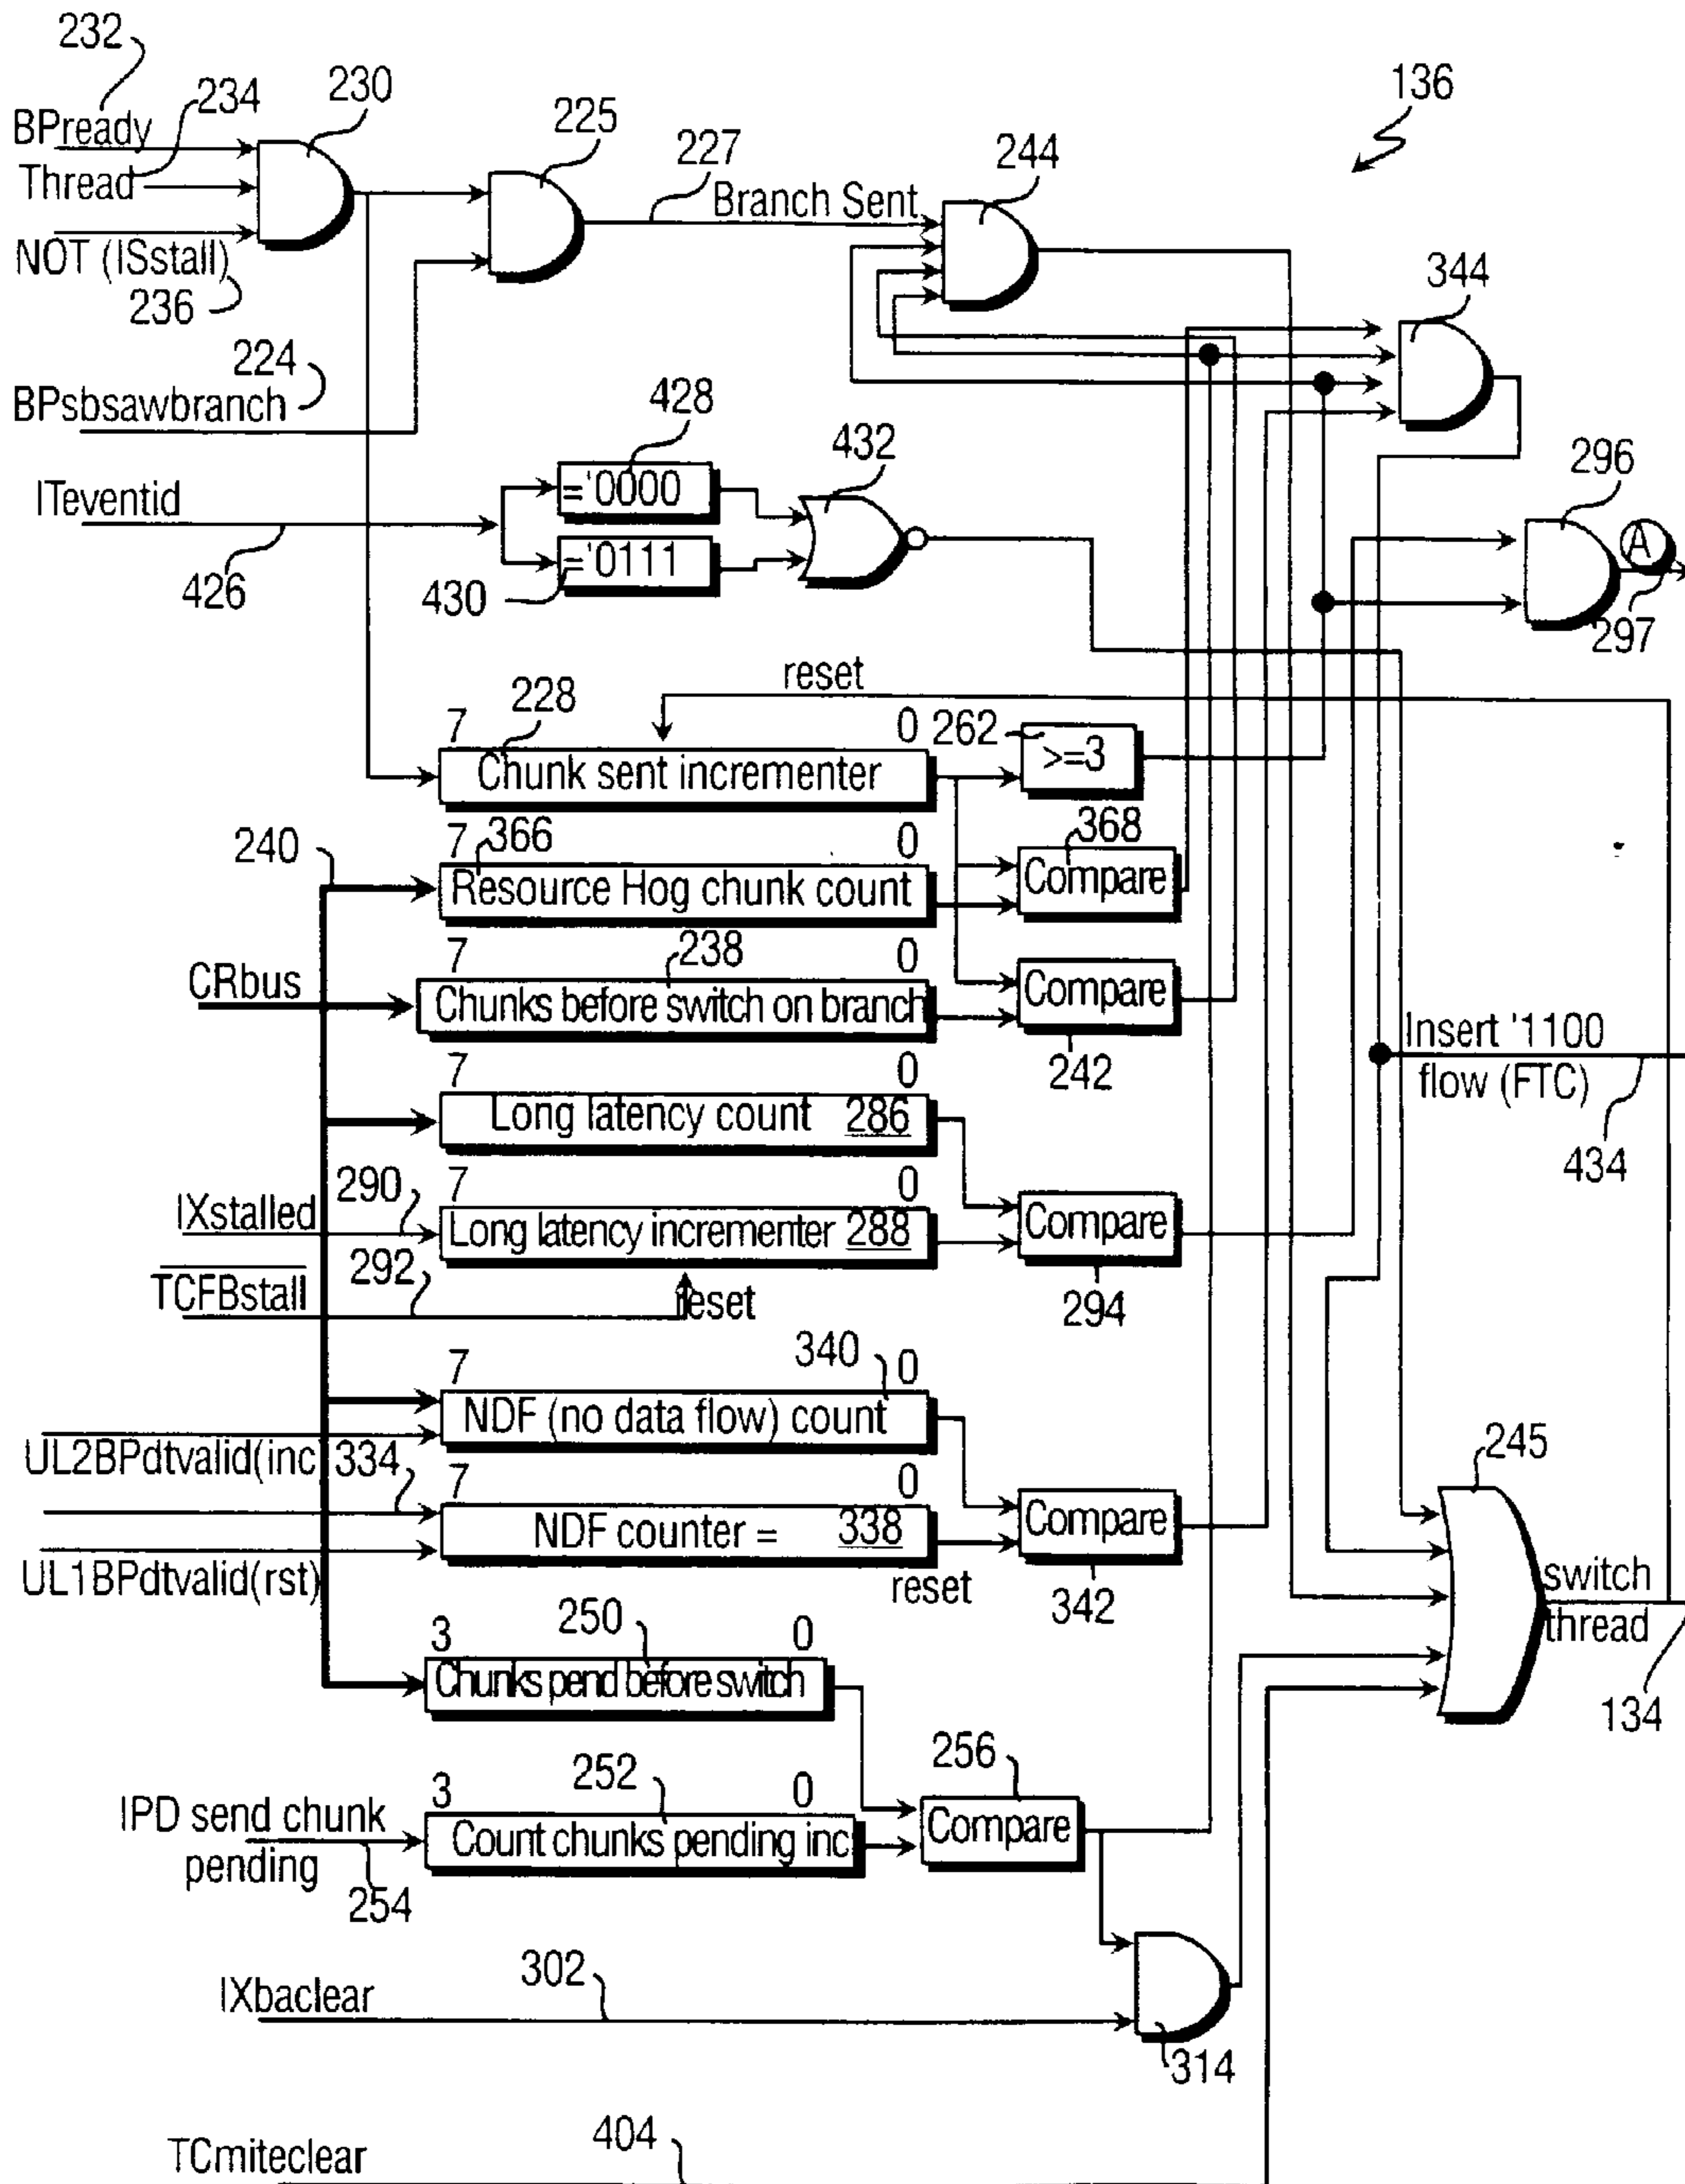 232
234
230
136
BPready
225
227
244
Thread
Branch Sent
NOT (ISstall)
236
344
224
428
BPsbsawbranch
432
296
ITeventid
='0000
A
='0111
426
430
297
reset
7 228 0 262
Chunk sent incrementer
>=3
240
7 366 0 368
Resource Hog chunk count
Compare
7 238 0
CRbus
Chunks before switch on branch
Compare
242
Insert '1100
flow (FTC)
7 0
Long latency count 286
434
290
7 0
IXstalled
Long latency incrementer 288
Compare
292
TCFBstall
reset
294
340
7 0
NDF (no data flow) count
245
UL2BPdtvalid(inc
334
7 0
NDF counter = 338
Compare
UL1BPdtvalid(rst)
reset
342
switch
thread
3 250 0
Chunks pend before switch
134
256
3 252 0
IPD send chunk
pending
Count chunks pending inc
Compare
254
302
IXbaclear
314
404
TCmiteclear